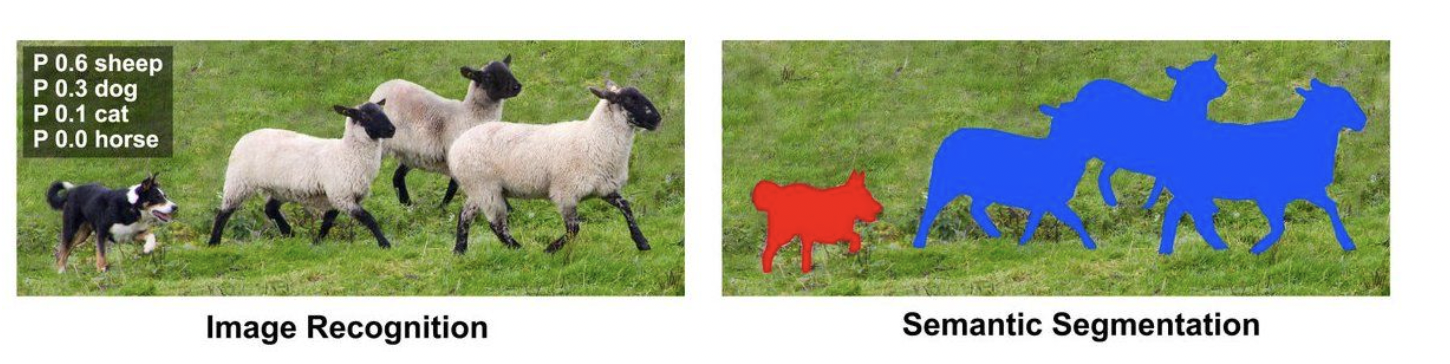 P 0.6 sheep
P 0.3 dog
P 0.1 cat
P 0.0 horse
Image Recognition
Semantic Segmentation